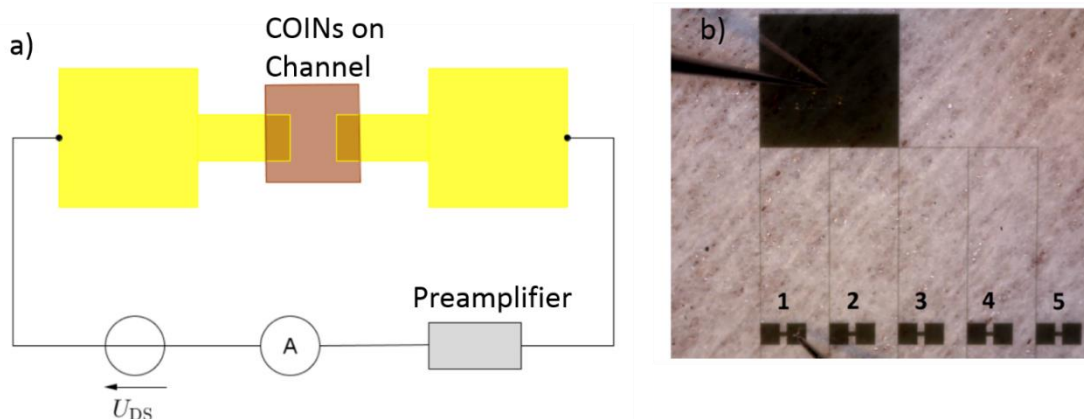 a)
COINs on
Channel
Preamplifier
A
U_DS
b)
1 2 3 4 5